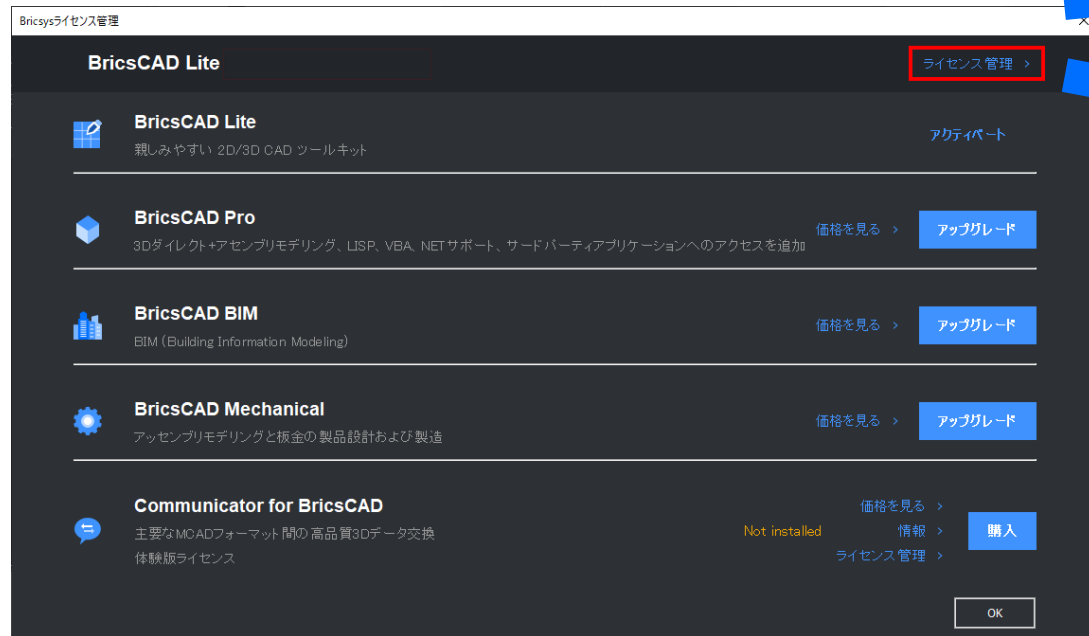 Bricsysライセンス管理
BricsCAD Lite
ライセンス管理 >
BricsCAD Lite
親しみやすい 2D/3D CAD ツールキット
アクティベート
BricsCAD Pro
3Dダイレクト+アセンブリモデリング、LISP、VBA、NETサポート、サードパーティアプリケーションへのアクセスを追加
価格を見る >
アップグレード
BricsCAD BIM
BIM (Building Information Modeling)
価格を見る >
アップグレード
BricsCAD Mechanical
アッセンブリモデリングと板金の製品設計および製造
価格を見る >
アップグレード
Communicator for BricsCAD
主要なMCADフォーマット間の高品質3Dデータ交換
体験版ライセンス
Not installed
価格を見る >
情報 >
ライセンス管理 >
購入
OK